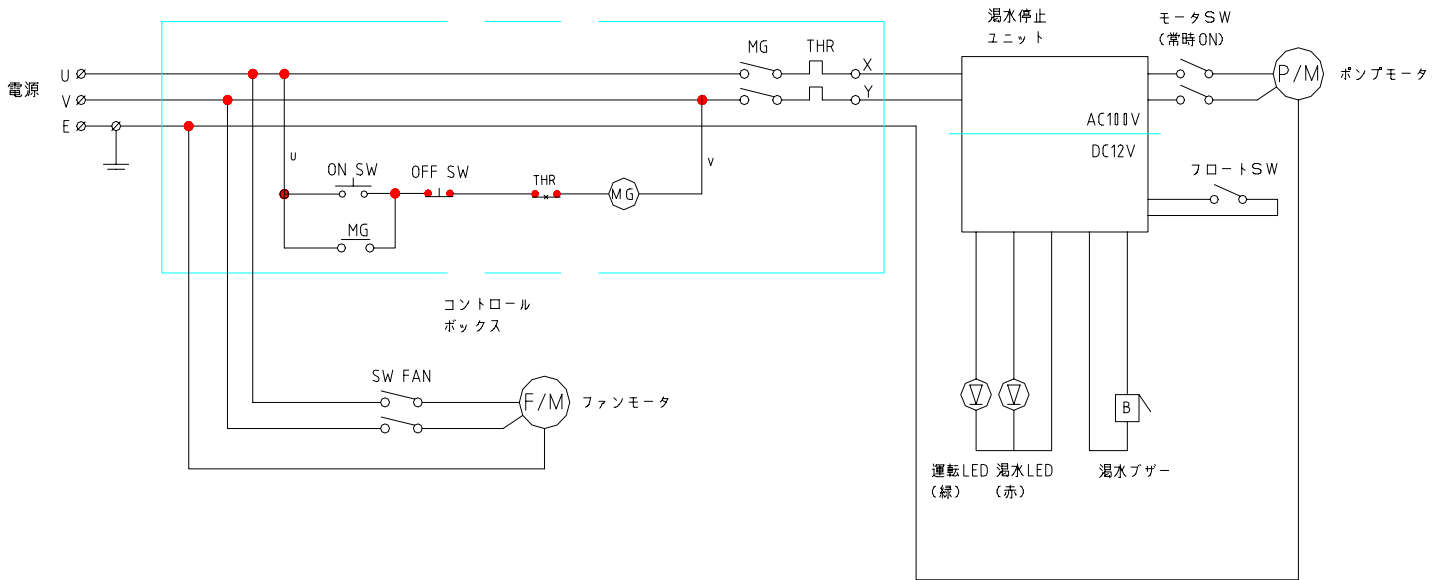 渇水停止
ユニット
モータSW
(常時ON)
MG
THR
電源
U
X
P/M
ポンプモータ
V
Y
E
AC100V
DC12V
U
V
ON SW
OFF SW
THR
MG
フロートSW
MG
コントロール
ボックス
SW FAN
F/M
ファンモータ
B
運転LED
(緑)
渇水LED
(赤)
渇水ブザー